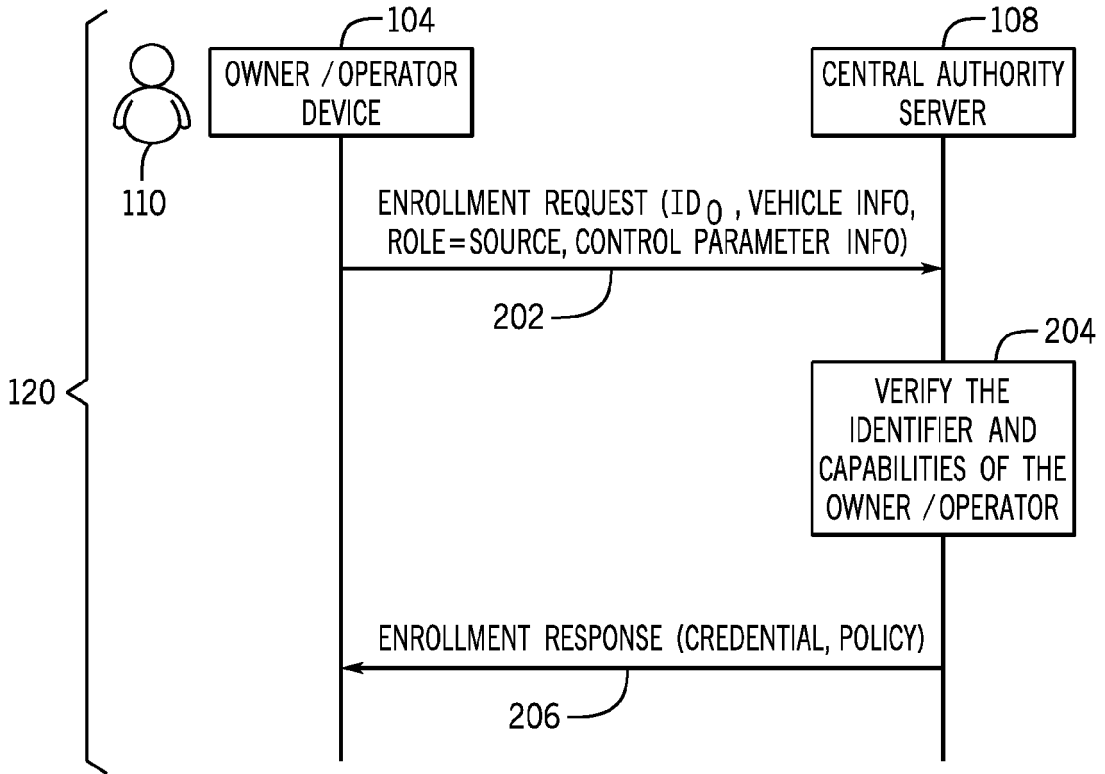 104
108
OWNER / OPERATOR
DEVICE
CENTRAL AUTHORITY
SERVER
110
ENROLLMENT REQUEST (ID0, VEHICLE INFO,
ROLE=SOURCE, CONTROL PARAMETER INFO)
202
204
120
VERIFY THE
IDENTIFIER AND
CAPABILITIES OF THE
OWNER / OPERATOR
ENROLLMENT RESPONSE (CREDENTIAL, POLICY)
206